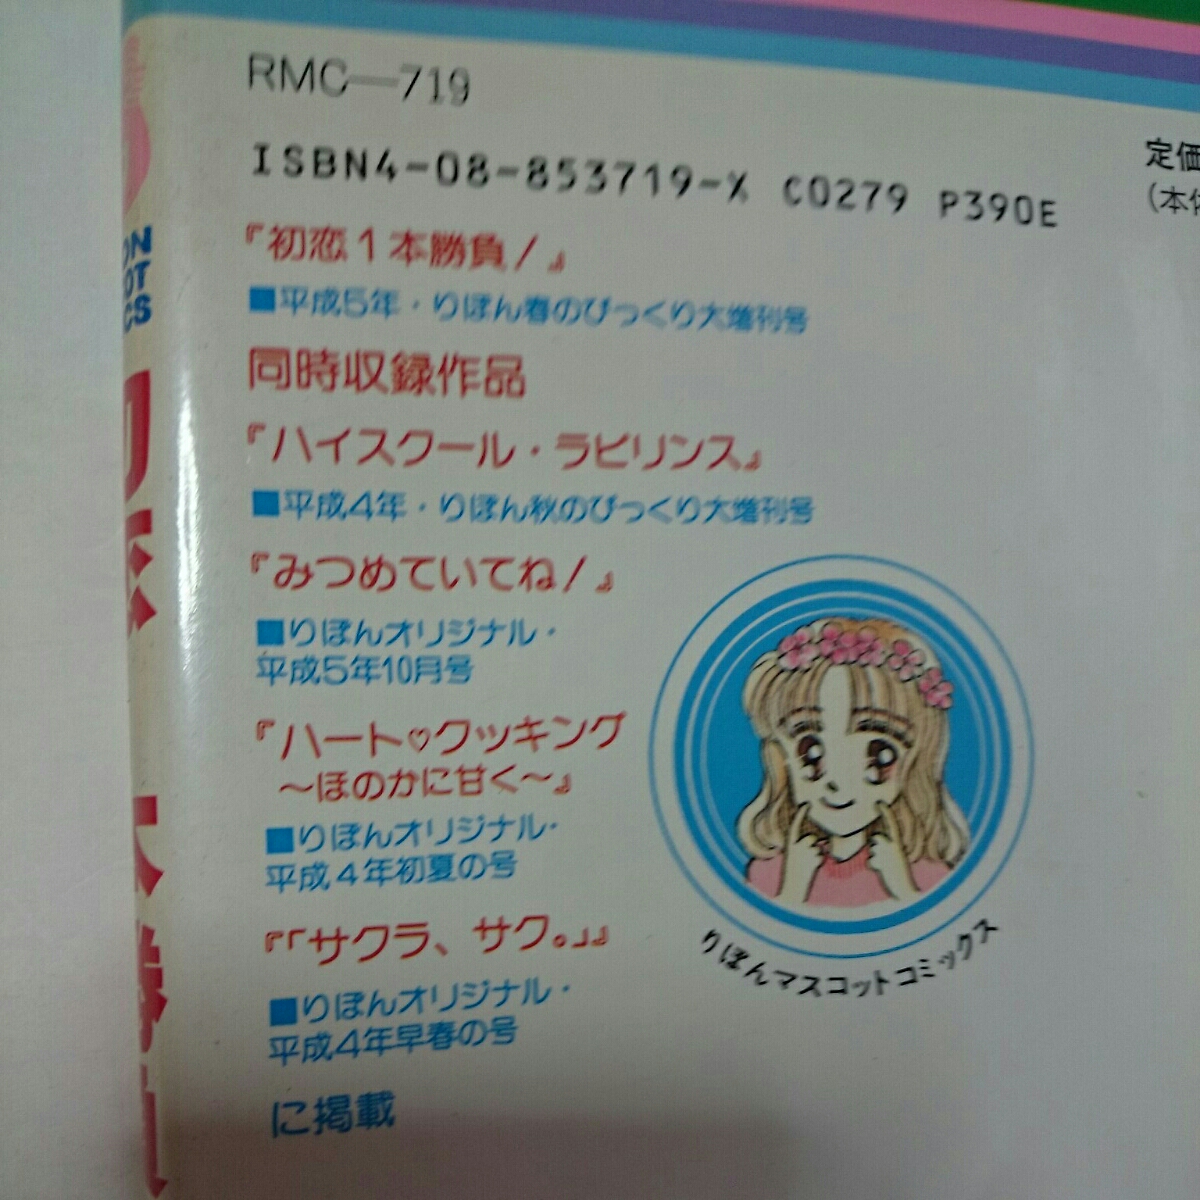 RMC—719
ISBN4-08-853719-X C0279 P390E
定価
(本体
『初恋1本勝負!』
■平成5年・りぼん春のびっくり大増刊号
同時収録作品
『ハイスクール・ラビリンス』
■平成4年・りぼん秋のびっくり大増刊号
『みつめていてね!』
■りぼんオリジナル・
平成5年10月号
『ハート♡クッキング
〜ほのかに甘く〜』
■りぼんオリジナル・
平成4年初夏の号
『「サクラ、サク。」』
■りぼんオリジナル・
平成4年早春の号
に掲載
りぼんマスコットコミックス